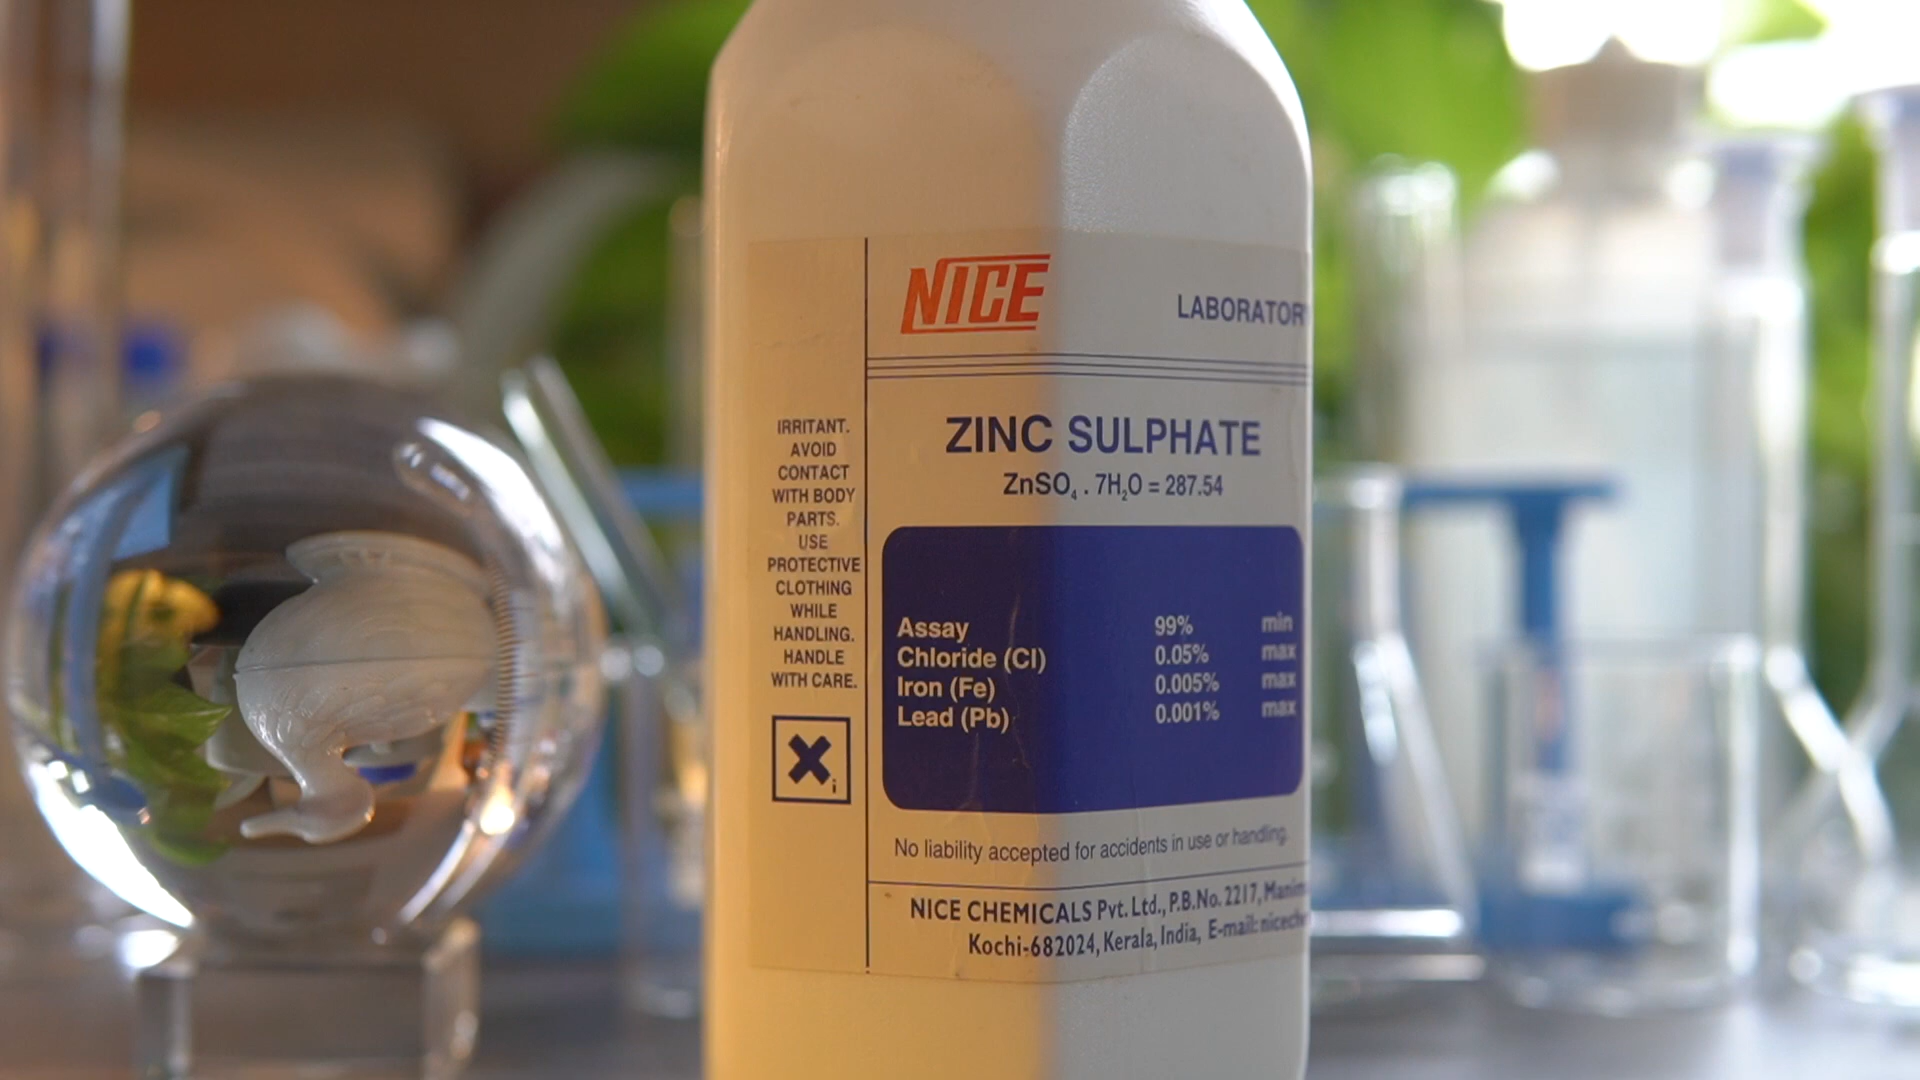 NICE
LABORATOR
ZINC SULPHATE
ZnSO₄ . 7H₂O = 287.54
IRRITANT.
AVOID
CONTACT
WITH BODY
PARTS.
USE
PROTECTIVE
CLOTHING
WHILE
HANDLING.
HANDLE
WITH CARE.
X i
Assay 99% min
Chloride (Cl) 0.05% max
Iron (Fe) 0.005% max
Lead (Pb) 0.001% max
No liability accepted for accidents in use or handling.
NICE CHEMICALS Pvt. Ltd., P.B.No. 2217,
Kochi-682024, Kerala, India, E-mail: